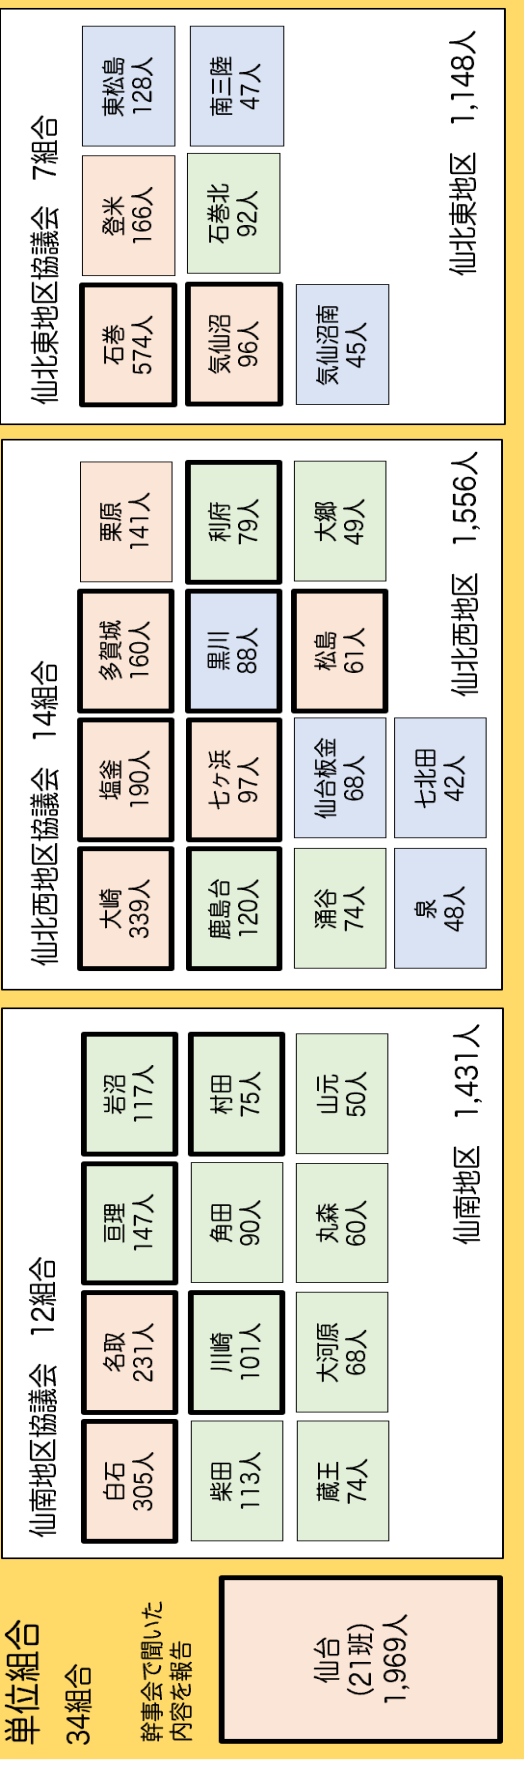 単位組合
34組合
幹事会で聞いた
内容を報告
仙台
(21班)
1,969人
仙南地区協議会 12組合
白石
305人
名取
231人
亘理
147人
岩沼
117人
柴田
113人
川崎
101人
角田
90人
村田
75人
蔵王
74人
大河原
68人
丸森
60人
山元
50人
仙南地区 1,431人
仙北西地区協議会 14組合
大崎
339人
塩釜
190人
多賀城
160人
栗原
141人
鹿島台
120人
七ヶ浜
97人
黒川
88人
利府
79人
涌谷
74人
仙台板金
68人
松島
61人
大郷
49人
泉
48人
七北田
42人
仙北西地区 1,556人
仙北東地区協議会 7組合
石巻
574人
登米
166人
東松島
128人
気仙沼
96人
石巻北
92人
南三陸
47人
気仙沼南
45人
仙北東地区 1,148人